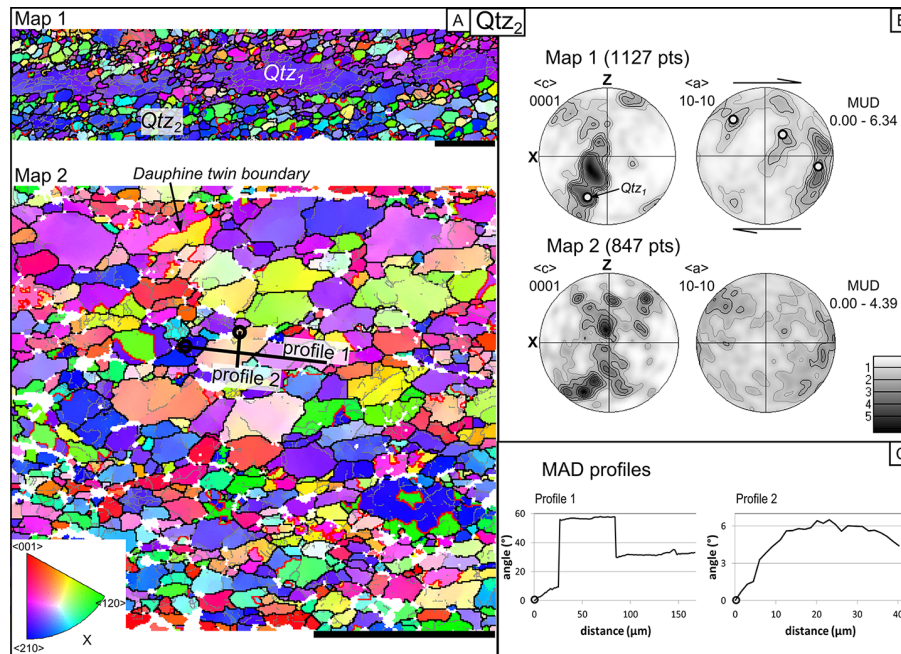 Map 1
A
Qtz₁
Qtz₂
Map 2
Dauphine twin boundary
profile 1
profile 2
<001>
<120>
<210>
X
Qtz₂
Map 1 (1127 pts)
<c>
0001
Z
<a>
10-10
MUD
0.00 - 6.34
X
Qtz₁
Map 2 (847 pts)
<c>
0001
Z
<a>
10-10
MUD
0.00 - 4.39
X
1
2
3
4
5
MAD profiles
Profile 1
60
40
20
0
angle (°)
0
50
100
150
distance (µm)
Profile 2
6
3
0
angle (°)
0
10
20
30
40
distance (µm)